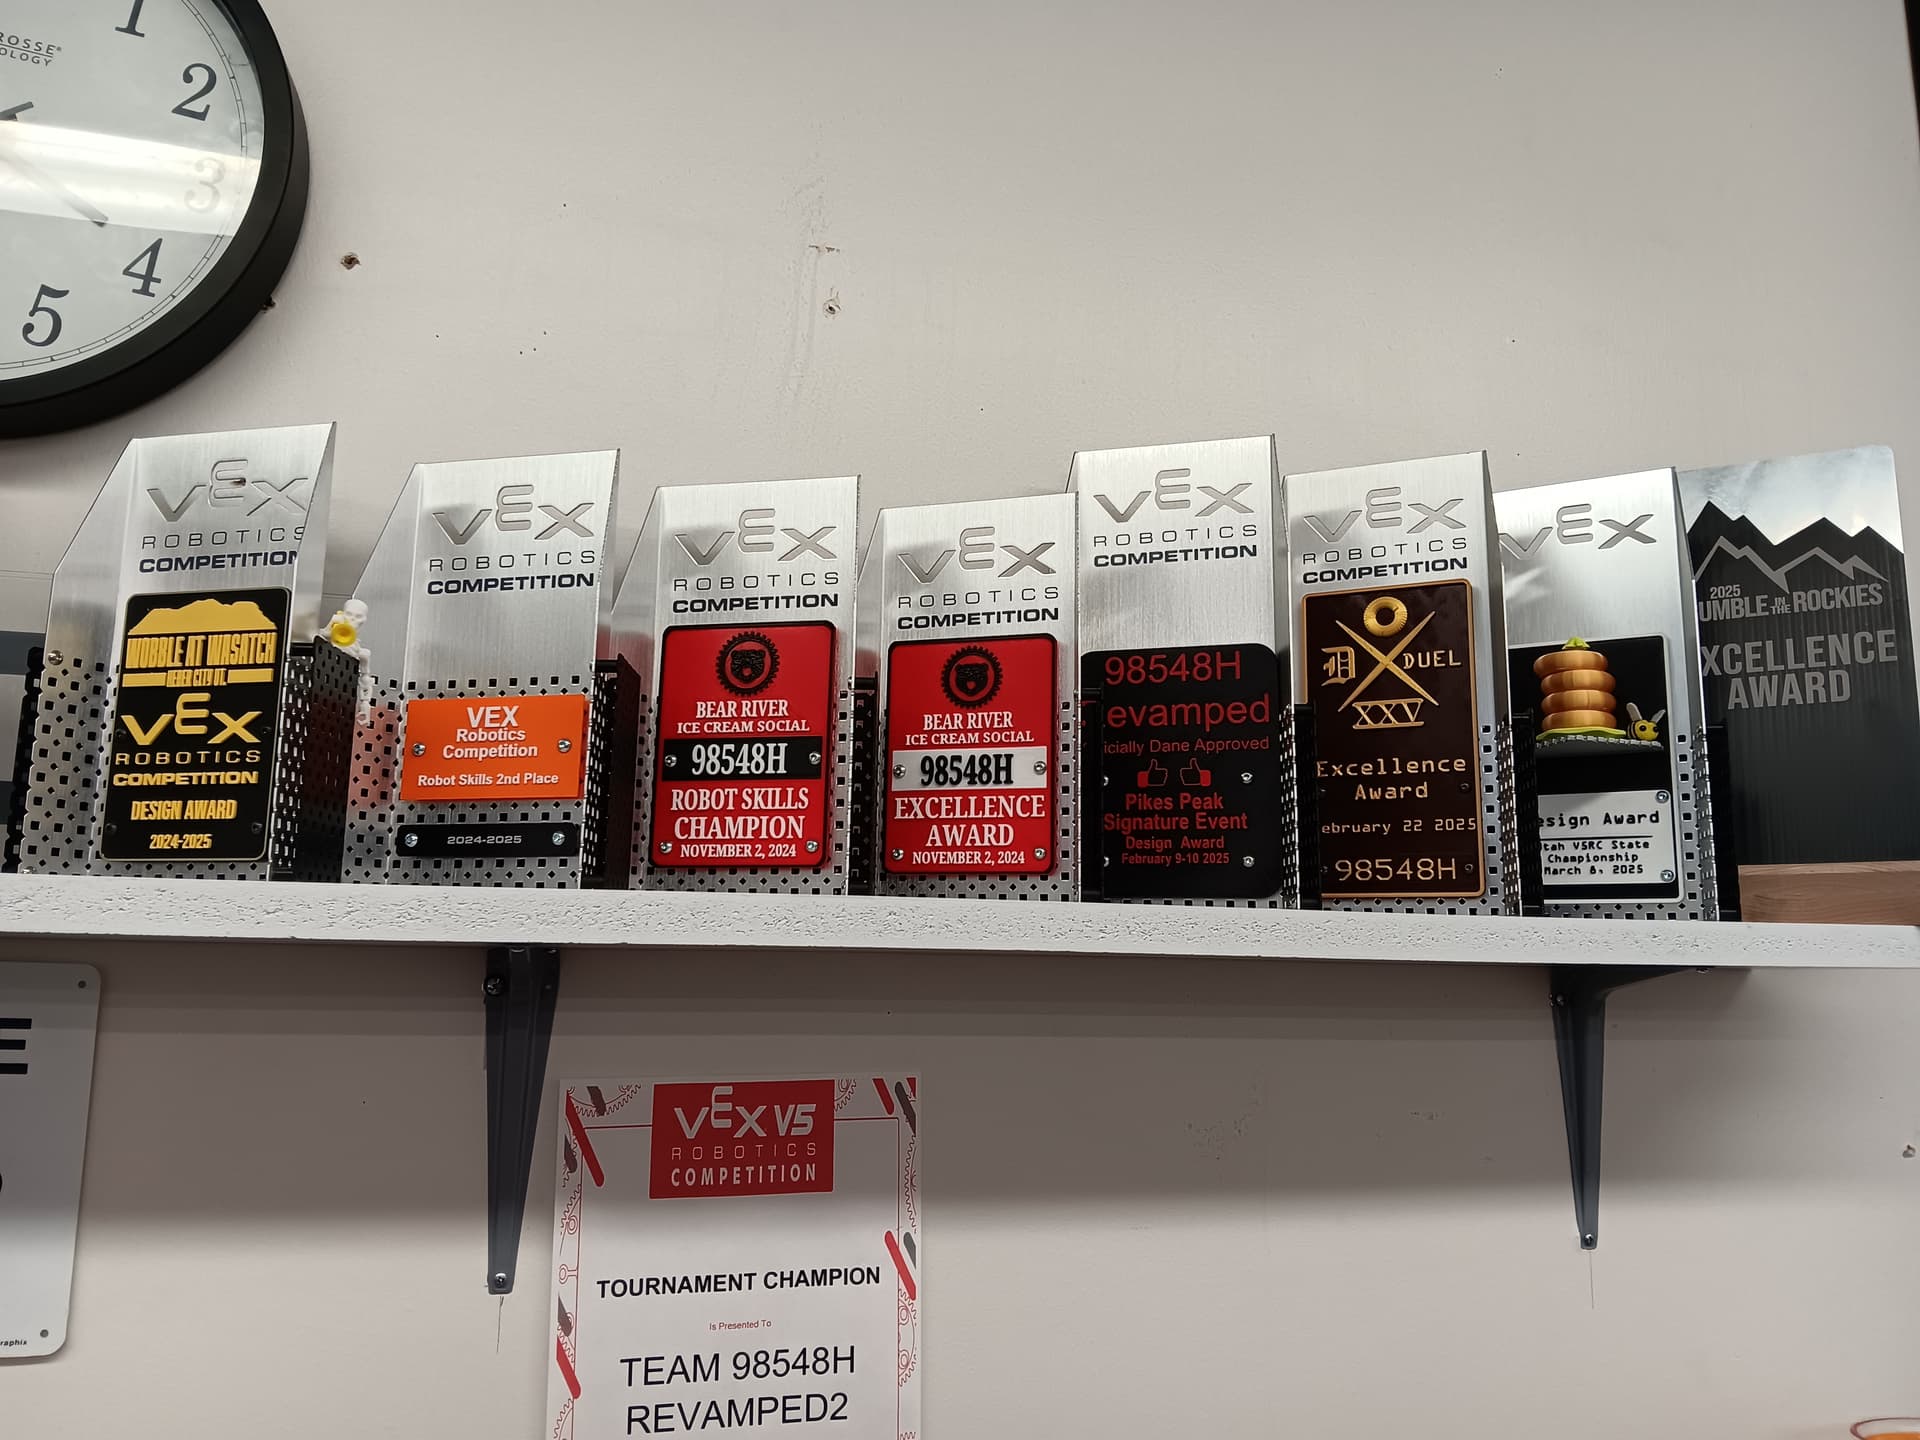 1
2
3
4
5
VEX
ROBOTICS
COMPETITION
WOBBLE AT WASATCH
HEBER CITY UT.
VEX
ROBOTICS
COMPETITION
DESIGN AWARD
2024-2025
VEX
ROBOTICS
COMPETITION
VEX
Robotics
Competition
Robot Skills 2nd Place
2024-2025
VEX
ROBOTICS
COMPETITION
BEAR RIVER
ICE CREAM SOCIAL
98548H
ROBOT SKILLS
CHAMPION
NOVEMBER 2, 2024
VEX
ROBOTICS
COMPETITION
BEAR RIVER
ICE CREAM SOCIAL
98548H
EXCELLENCE
AWARD
NOVEMBER 2, 2024
VEX
ROBOTICS
COMPETITION
98548H
evamped
icially Dane Approved
Pikes Peak
Signature Event
Design Award
February 9-10 2025
VEX
ROBOTICS
COMPETITION
D DUEL
XXV
Excellence
Award
ebruary 22 2025
98548H
VEX
esign Award
tah V5RC State
Championship
March 8, 2025
2025
UMBLE IN THE ROCKIES
XCELLENCE
AWARD
E
raphix
VEX V5
ROBOTICS
COMPETITION
TOURNAMENT CHAMPION
Is Presented To
TEAM 98548H
REVAMPED2